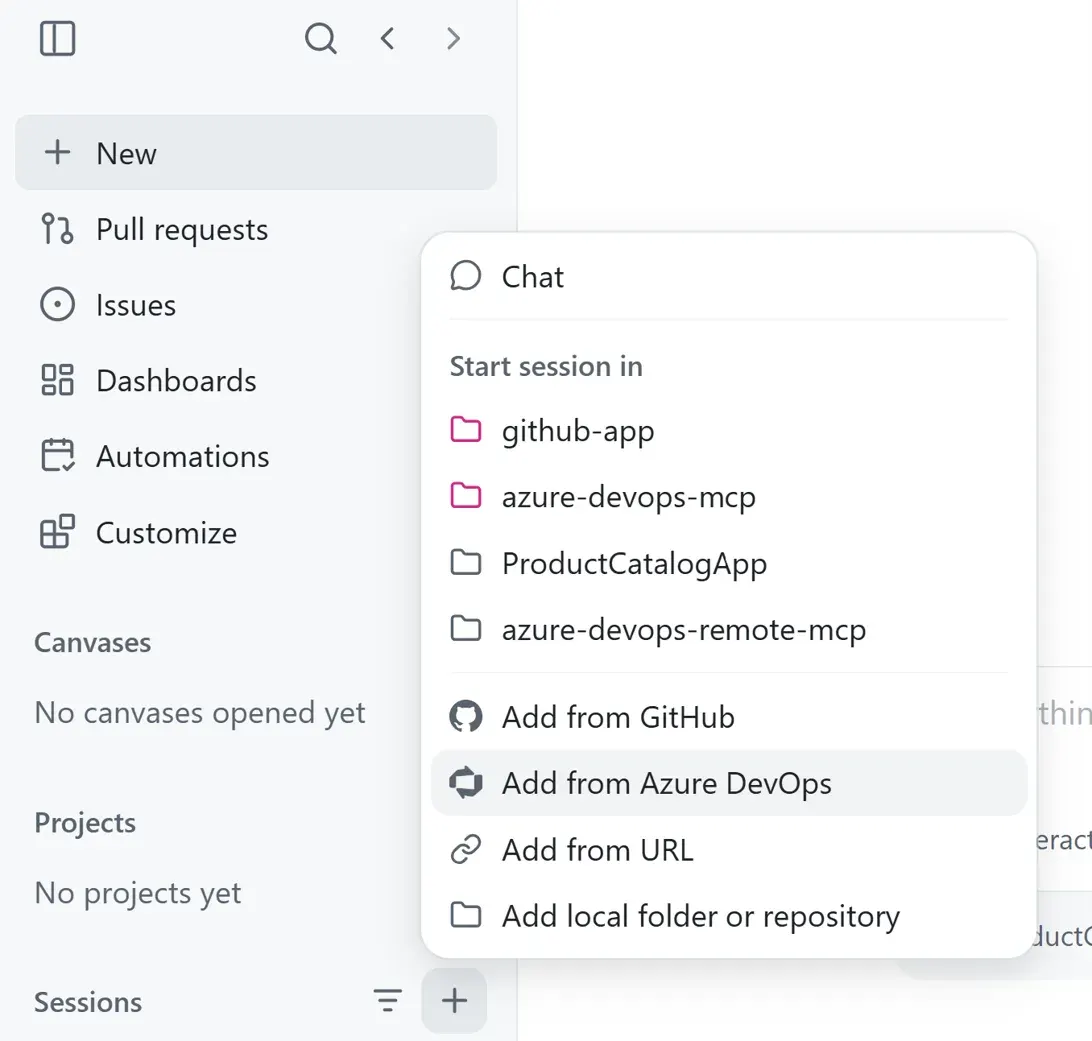 New
Pull requests
Issues
Dashboards
Automations
Customize
Canvases
No canvases opened yet
Projects
No projects yet
Sessions
Chat
Start session in
github-app
azure-devops-mcp
ProductCatalogApp
azure-devops-remote-mcp
Add from GitHub
Add from Azure DevOps
Add from URL
Add local folder or repository